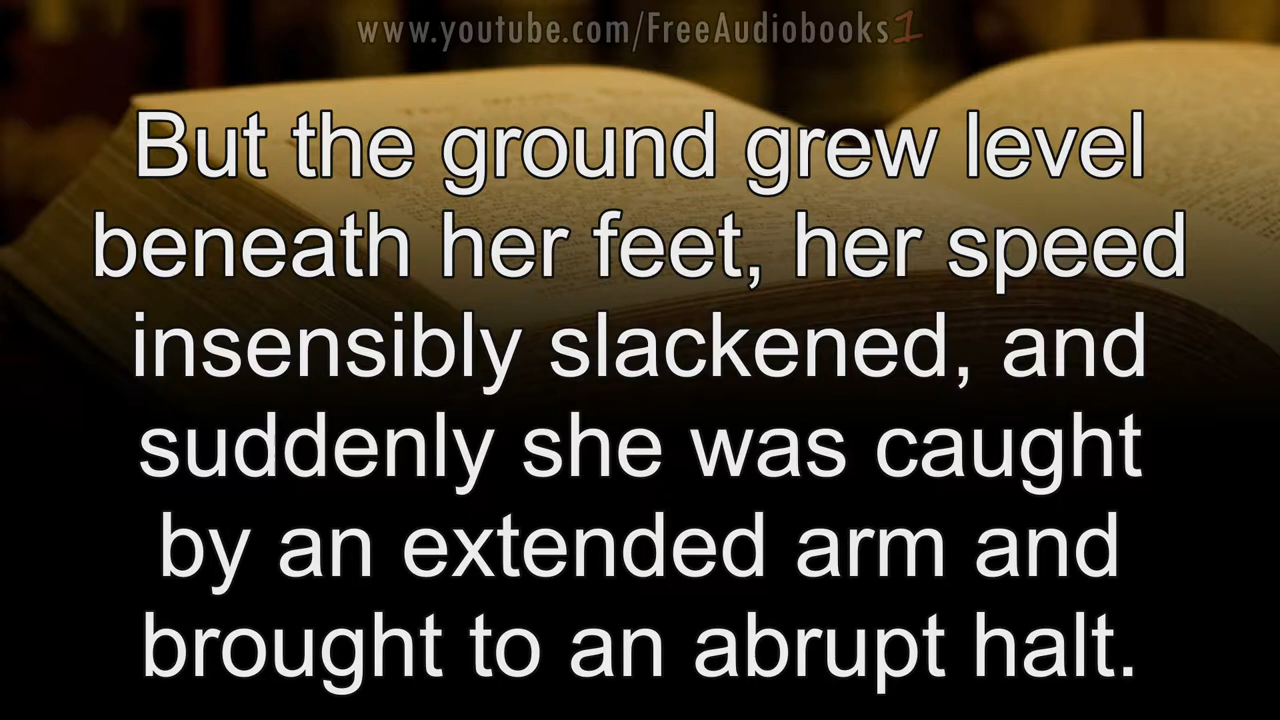 www.youtube.com/FreeAudiobooks1
But the ground grew level
beneath her feet, her speed
insensibly slackened, and
suddenly she was caught
by an extended arm and
brought to an abrupt halt.